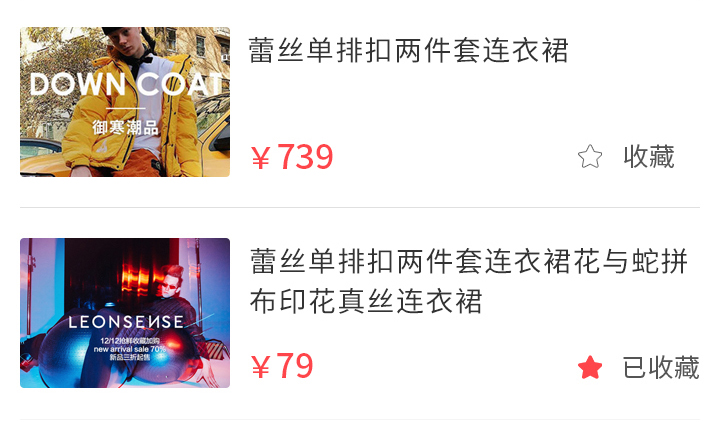 DOWN COAT
御寒潮品
蕾丝单排扣两件套连衣裙
¥739
收藏
LEONSENSE
12/12抢鲜收藏加购
new arrival sale 70%
新品三折起售
蕾丝单排扣两件套连衣裙花与蛇拼
布印花真丝连衣裙
¥79
已收藏